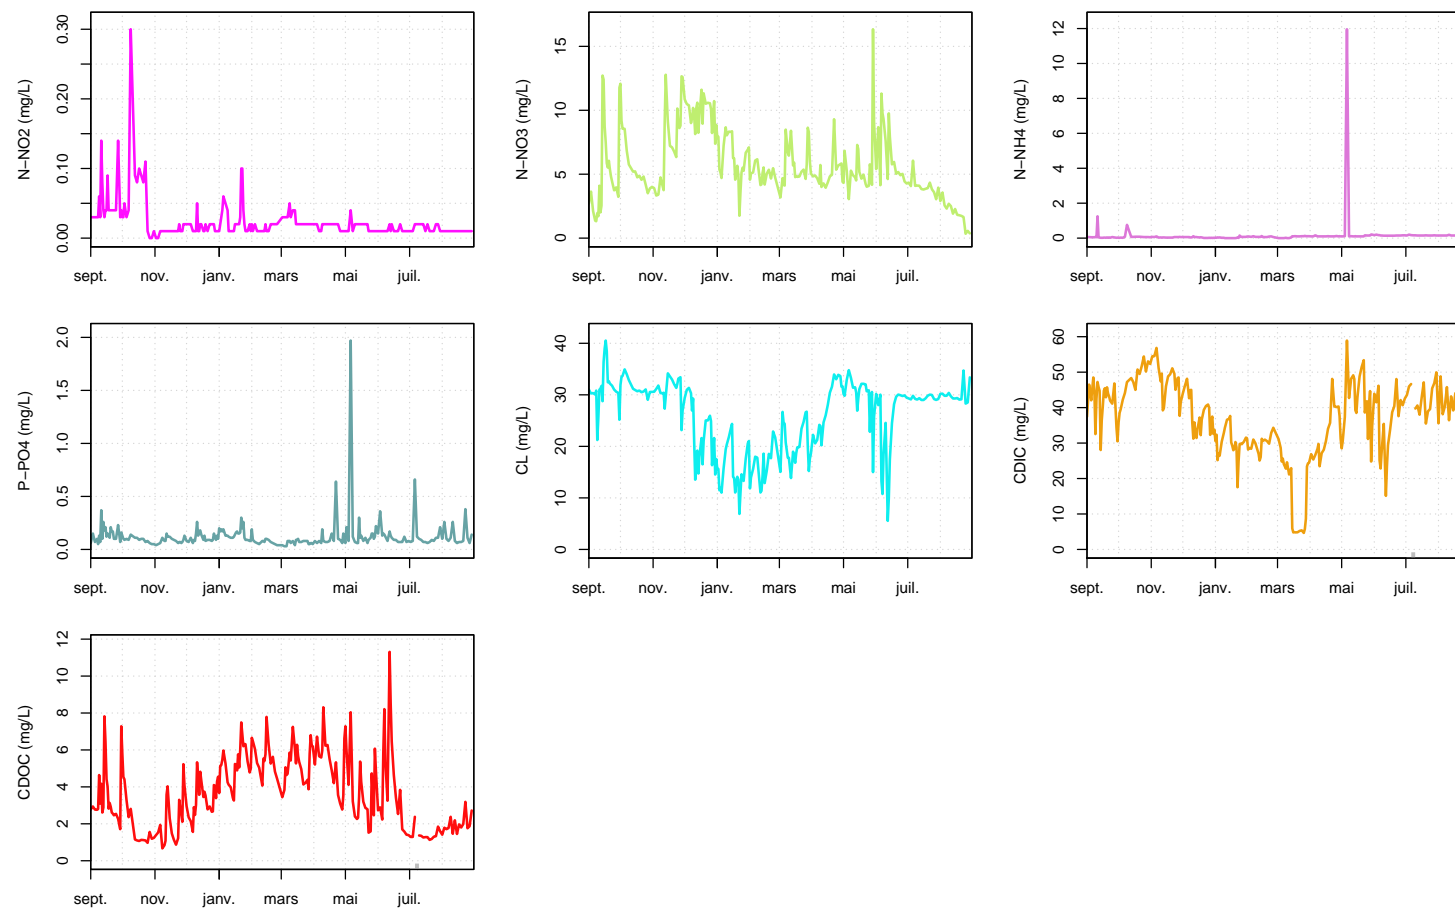 N−NO2 (mg/L)
0.00
0.10
0.20
0.30
sept.
nov.
janv.
mars
mai
juil.
N−NO3 (mg/L)
0
5
10
15
sept.
nov.
janv.
mars
mai
juil.
N−NH4 (mg/L)
0
2
4
6
8
10
12
sept.
nov.
janv.
mars
mai
juil.
P−PO4 (mg/L)
0.0
0.5
1.0
1.5
2.0
sept.
nov.
janv.
mars
mai
juil.
CL (mg/L)
0
10
20
30
40
sept.
nov.
janv.
mars
mai
juil.
CDIC (mg/L)
0
10
20
30
40
50
60
sept.
nov.
janv.
mars
mai
juil.
CDOC (mg/L)
0
2
4
6
8
10
12
sept.
nov.
janv.
mars
mai
juil.